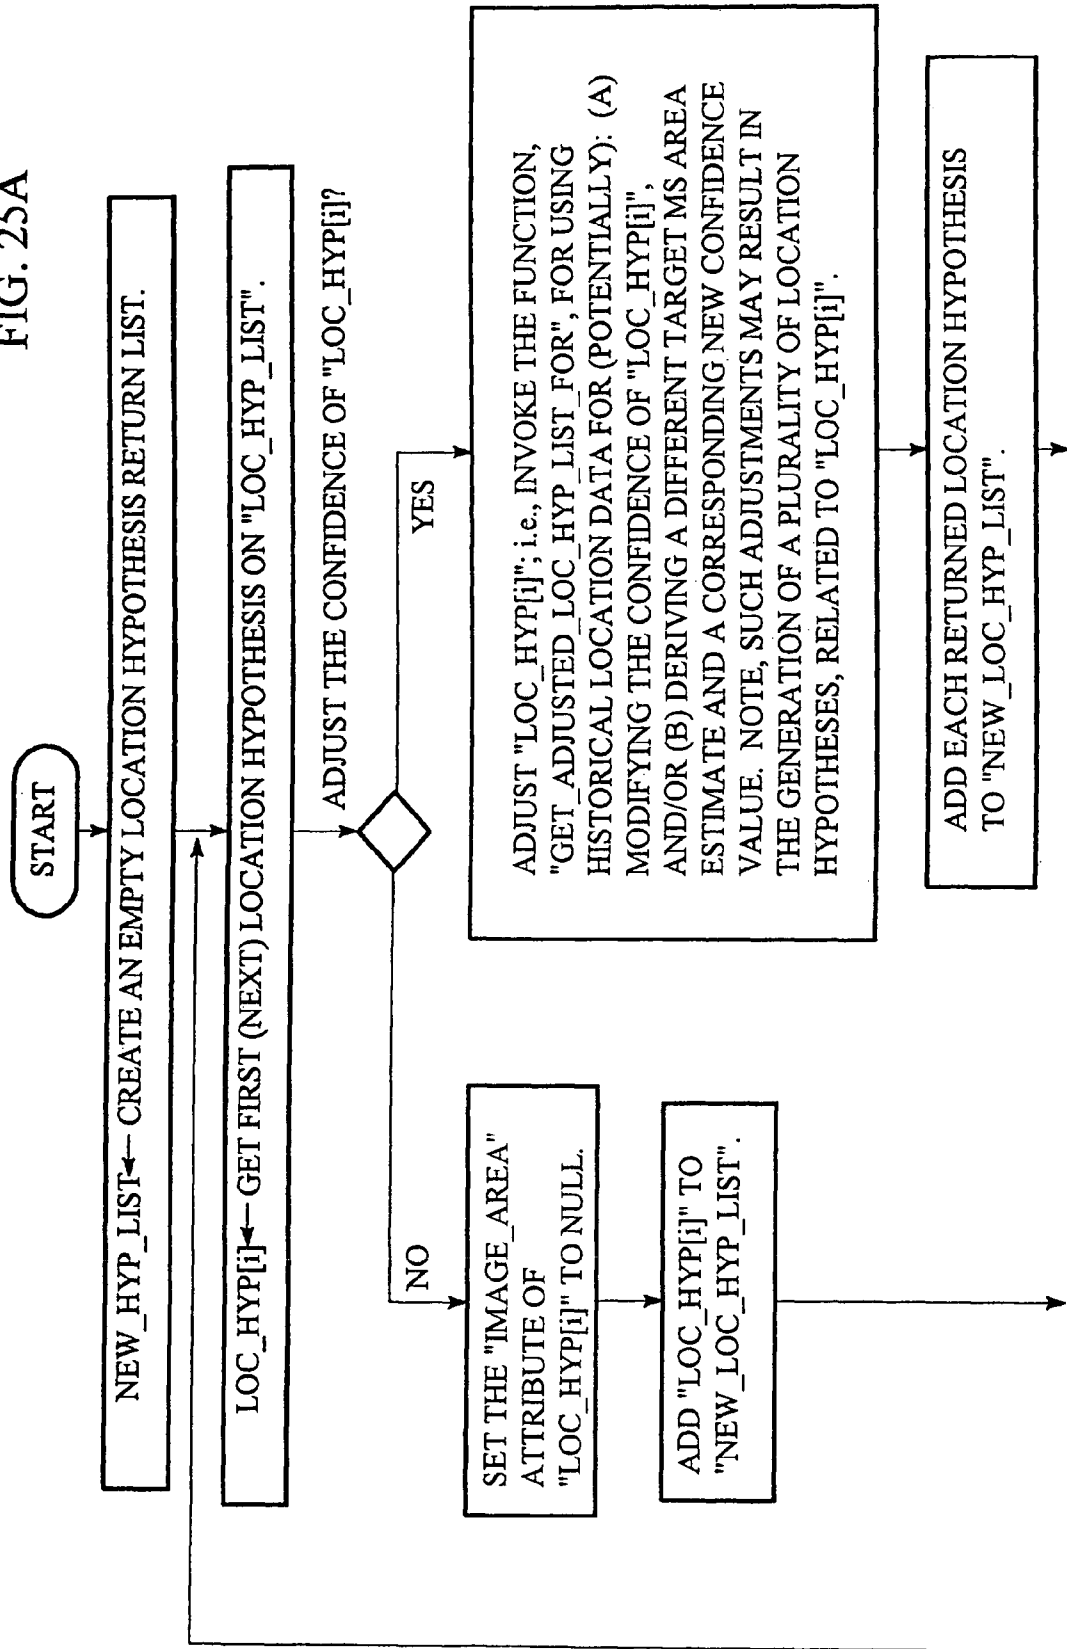 FIG. 25A
START
NEW_HYP_LIST ← CREATE AN EMPTY LOCATION HYPOTHESIS RETURN LIST.
LOC_HYP[i] ← GET FIRST (NEXT) LOCATION HYPOTHESIS ON "LOC_HYP_LIST".
ADJUST THE CONFIDENCE OF "LOC_HYP[i]?
NO
YES
SET THE "IMAGE_AREA"
ATTRIBUTE OF
"LOC_HYP[i]" TO NULL.
ADD "LOC_HYP[i]" TO
"NEW_LOC_HYP_LIST".
ADJUST "LOC_HYP[i]"; i.e., INVOKE THE FUNCTION,
"GET_ADJUSTED_LOC_HYP_LIST_FOR", FOR USING
HISTORICAL LOCATION DATA FOR (POTENTIALLY): (A)
MODIFYING THE CONFIDENCE OF "LOC_HYP[i]",
AND/OR (B) DERIVING A DIFFERENT TARGET MS AREA
ESTIMATE AND A CORRESPONDING NEW CONFIDENCE
VALUE. NOTE, SUCH ADJUSTMENTS MAY RESULT IN
THE GENERATION OF A PLURALITY OF LOCATION
HYPOTHESES, RELATED TO "LOC_HYP[i]".
ADD EACH RETURNED LOCATION HYPOTHESIS
TO "NEW_LOC_HYP_LIST".